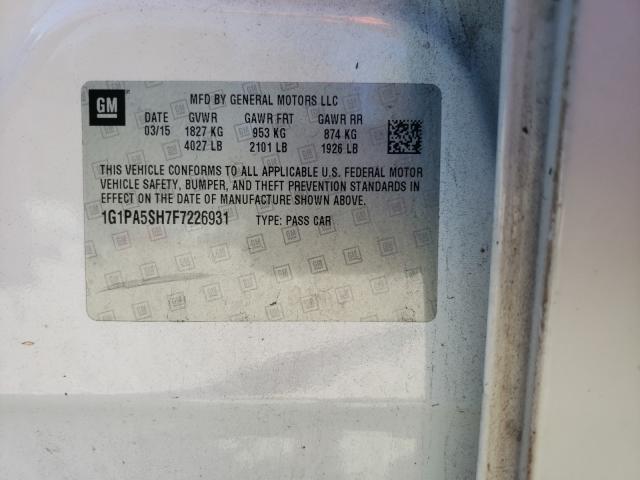 GM
MFD BY GENERAL MOTORS LLC
DATE GVWR GAWR FRT GAWR RR
03/15 1827 KG 953 KG 874 KG
4027 LB 2101 LB 1926 LB
THIS VEHICLE CONFORMS TO ALL APPLICABLE U.S. FEDERAL MOTOR
VEHICLE SAFETY, BUMPER, AND THEFT PREVENTION STANDARDS IN
EFFECT ON THE DATE OF MANUFACTURE SHOWN ABOVE.
1G1PA5SH7F7226931 TYPE: PASS CAR